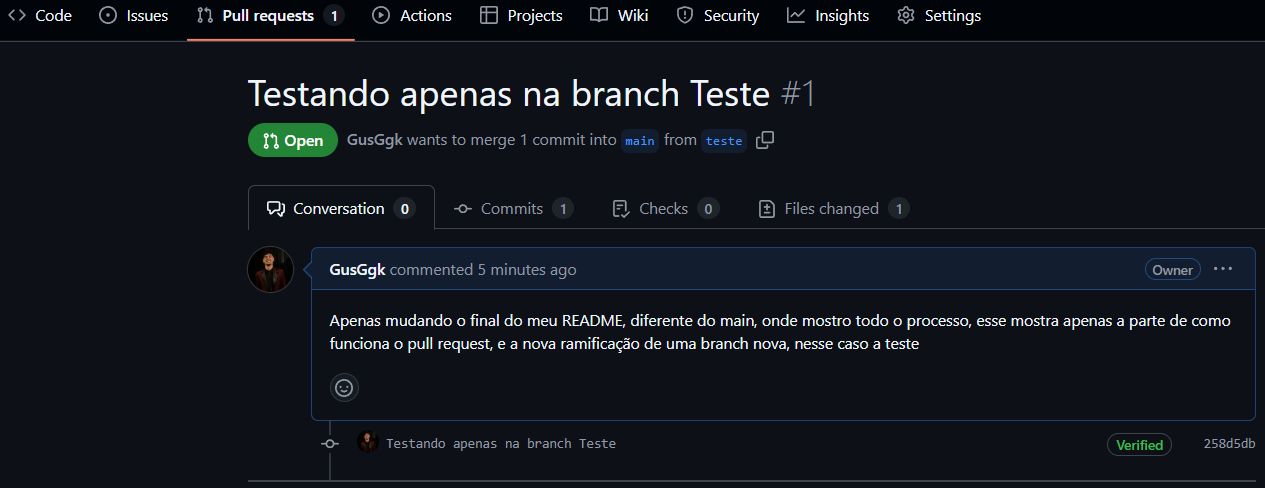 Code Issues Pull requests 1 Actions Projects Wiki Security Insights Settings
Testando apenas na branch Teste #1
Open GusGgk wants to merge 1 commit into main from teste
Conversation 0 Commits 1 Checks 0 Files changed 1
GusGgk commented 5 minutes ago Owner ...
Apenas mudando o final do meu README, diferente do main, onde mostro todo o processo, esse mostra apenas a parte de como
funciona o pull request, e a nova ramificação de uma branch nova, nesse caso a teste
Testando apenas na branch Teste Verified 258d5db